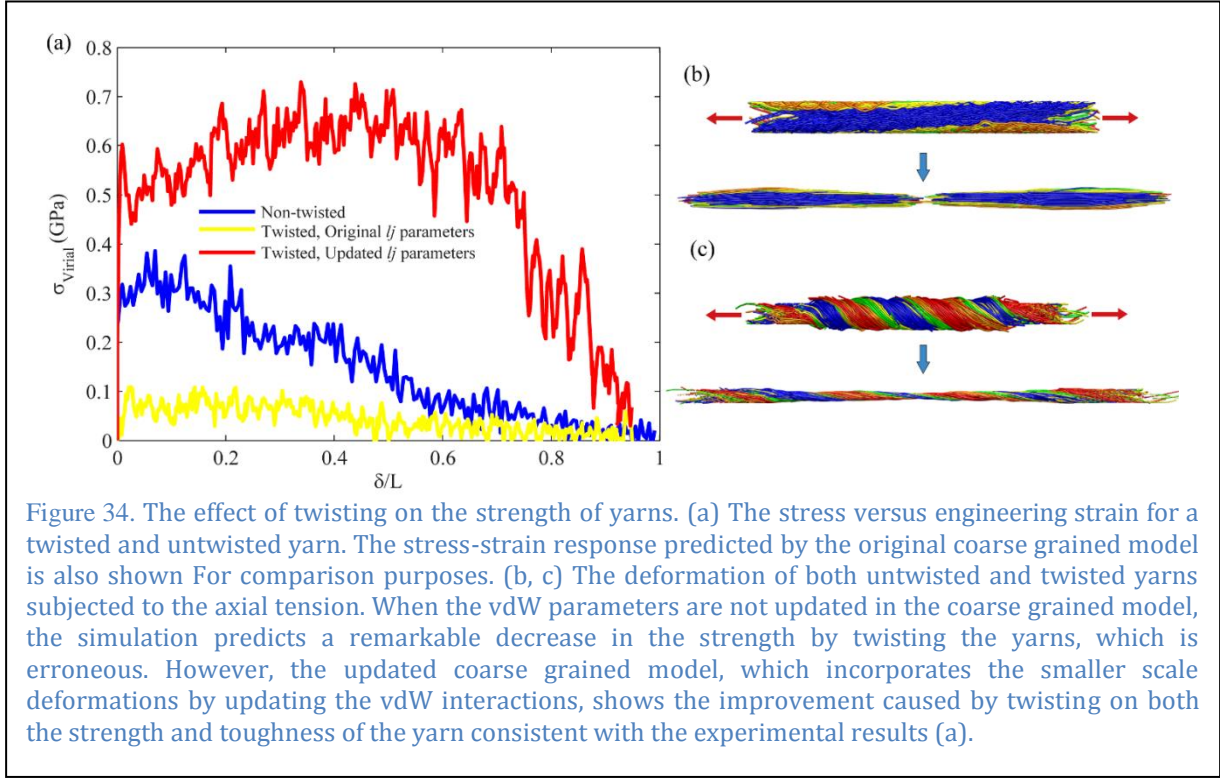 (a)
0.8
0.7
0.6
0.5
0.4
0.3
0.2
0.1
0
σVirial (GPa)
Non-twisted
Twisted, Original lj parameters
Twisted, Updated lj parameters
0
0.2
0.4
0.6
0.8
1
δ/L
(b)
(c)
Figure 34. The effect of twisting on the strength of yarns. (a) The stress versus engineering strain for a
twisted and untwisted yarn. The stress-strain response predicted by the original coarse grained model
is also shown For comparison purposes. (b, c) The deformation of both untwisted and twisted yarns
subjected to the axial tension. When the vdW parameters are not updated in the coarse grained model,
the simulation predicts a remarkable decrease in the strength by twisting the yarns, which is
erroneous. However, the updated coarse grained model, which incorporates the smaller scale
deformations by updating the vdW interactions, shows the improvement caused by twisting on both
the strength and toughness of the yarn consistent with the experimental results (a).